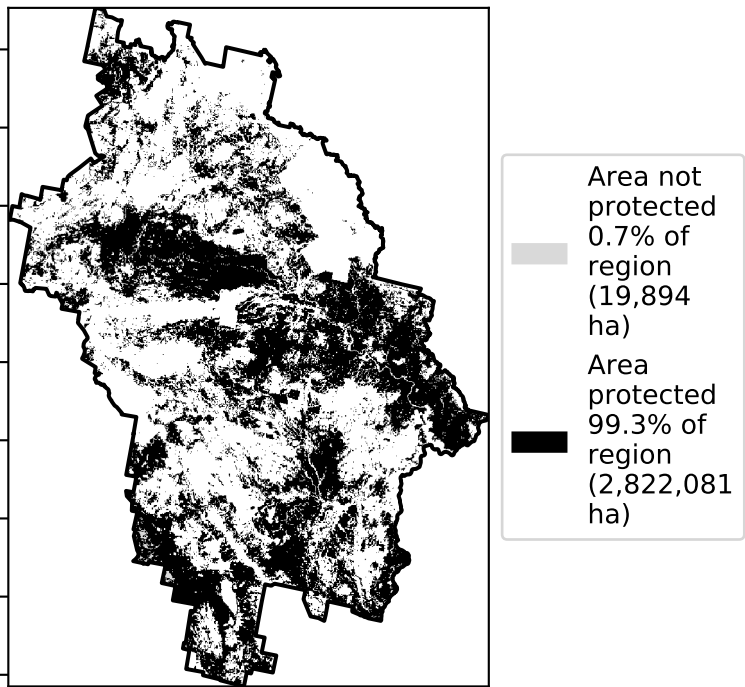 Area not
protected
0.7% of
region
(19,894
ha)
Area
protected
99.3% of
region
(2,822,081
ha)